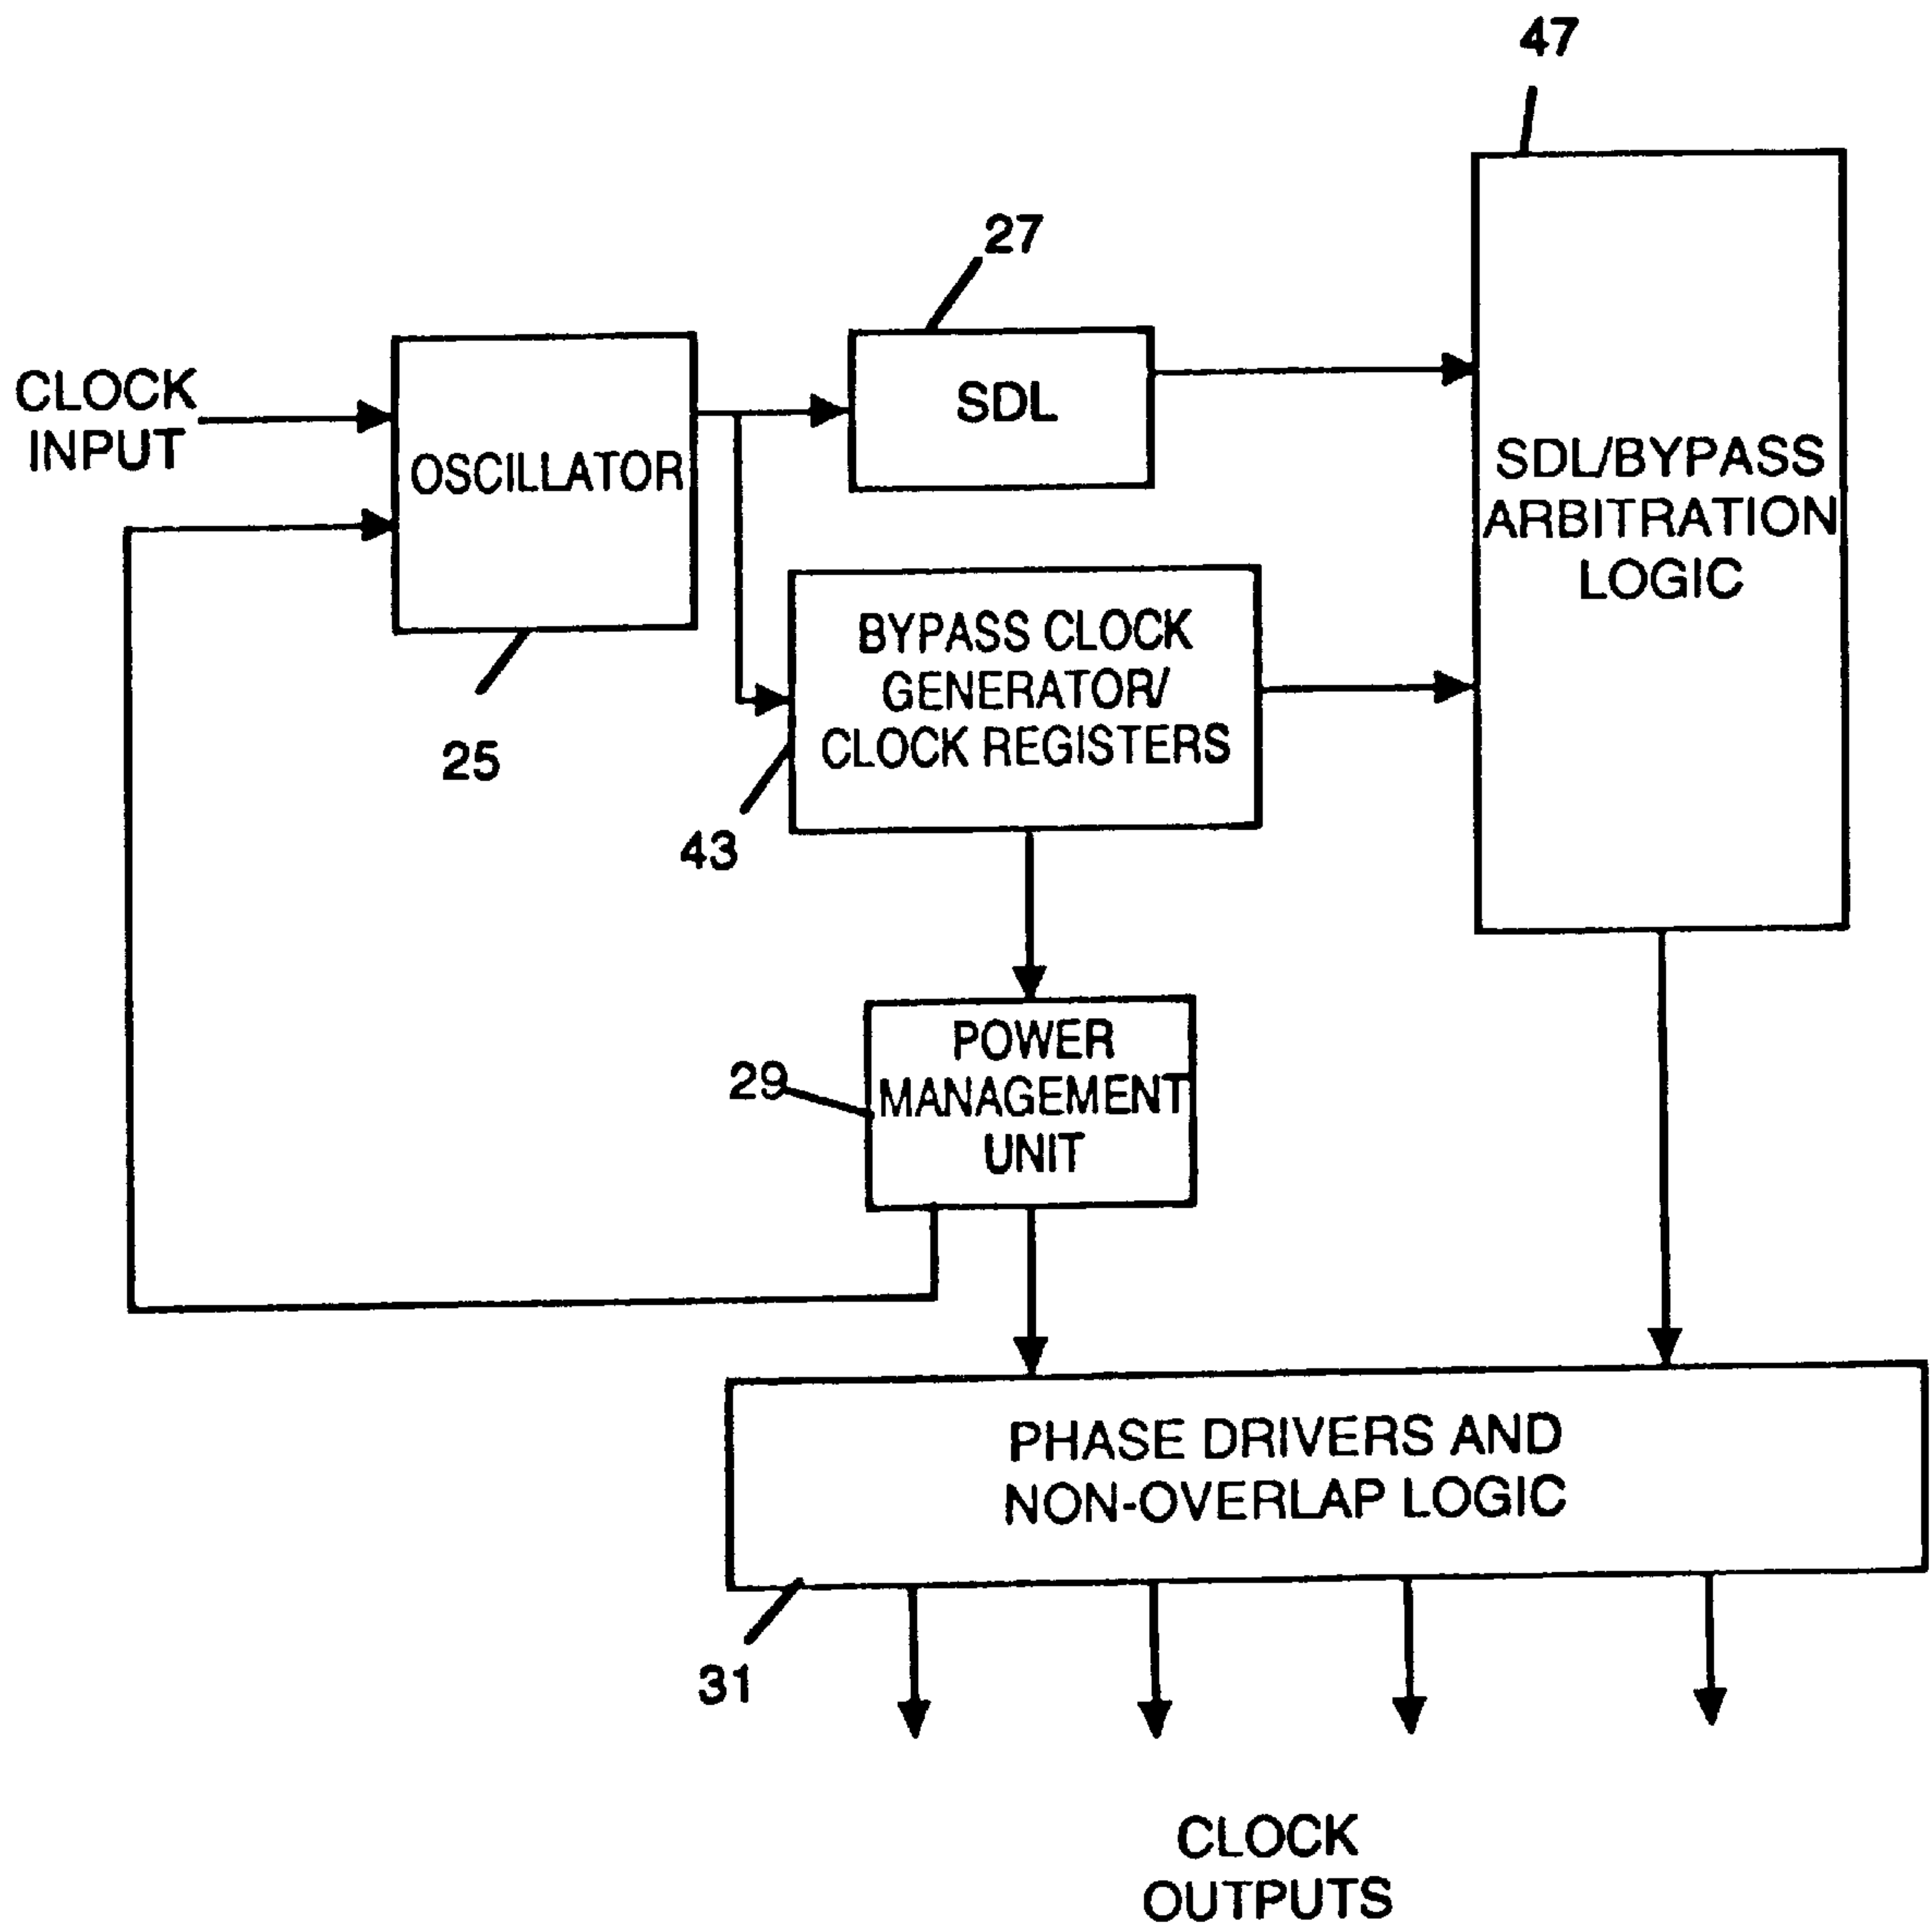 47
27
CLOCK
INPUT
OSCILLATOR
25
SDL
SDL/BYPASS
ARBITRATION
LOGIC
BYPASS CLOCK
GENERATOR/
CLOCK REGISTERS
43
POWER
MANAGEMENT
UNIT
29
PHASE DRIVERS AND
NON-OVERLAP LOGIC
31
CLOCK
OUTPUTS